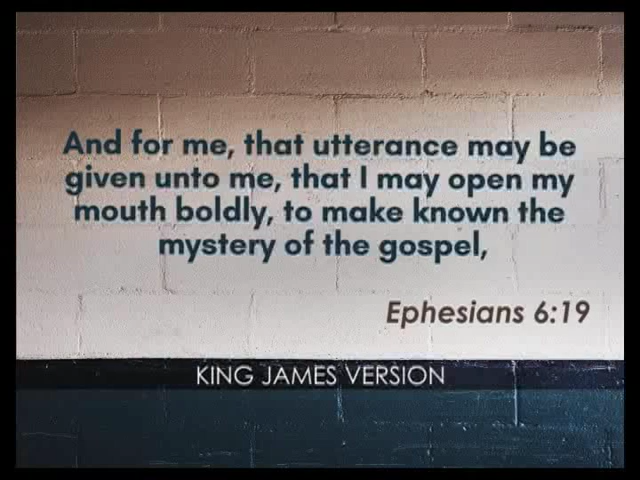 And for me, that utterance may be
given unto me, that I may open my
mouth boldly, to make known the
mystery of the gospel,
Ephesians 6:19
KING JAMES VERSION